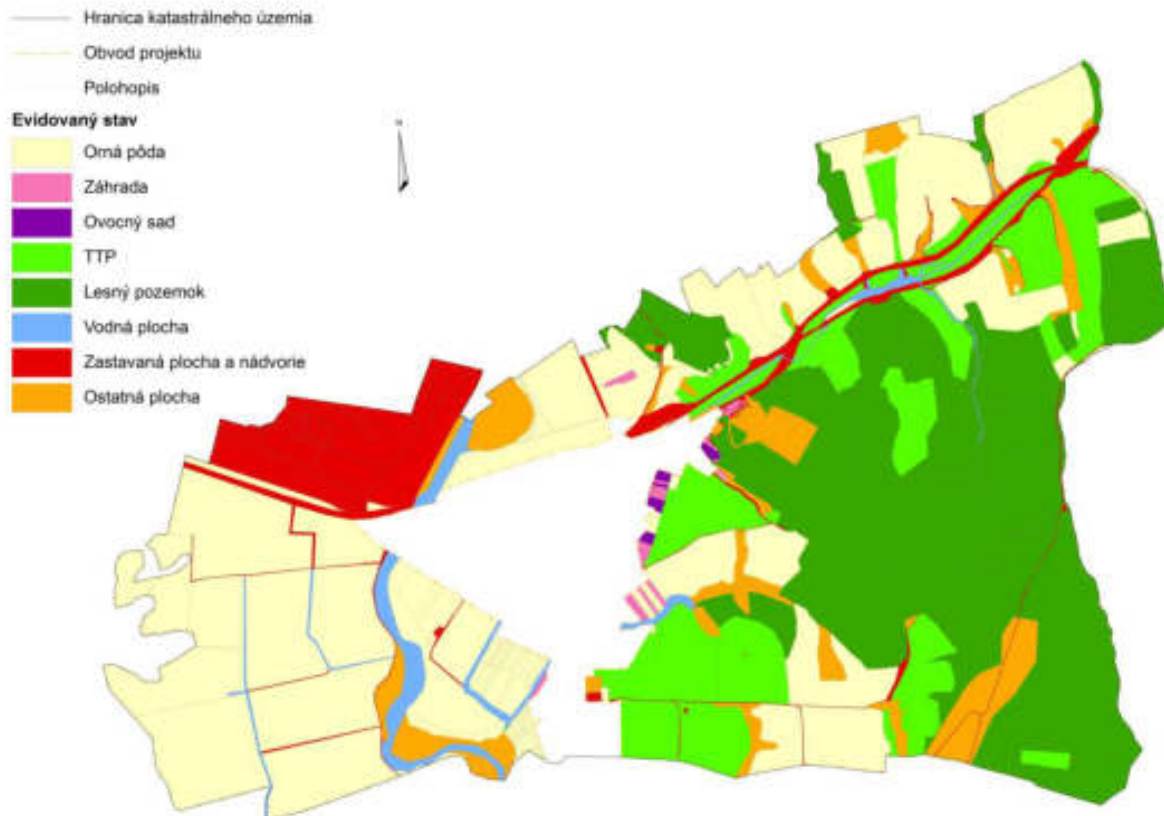 Hranica katastrálneho územia
Obvod projektu
Polohopis
Evidovaný stav
Orná pôda
Záhrada
Ovocný sad
TTP
Lesný pozemok
Vodná plocha
Zastavaná plocha a nádvorie
Ostatná plocha